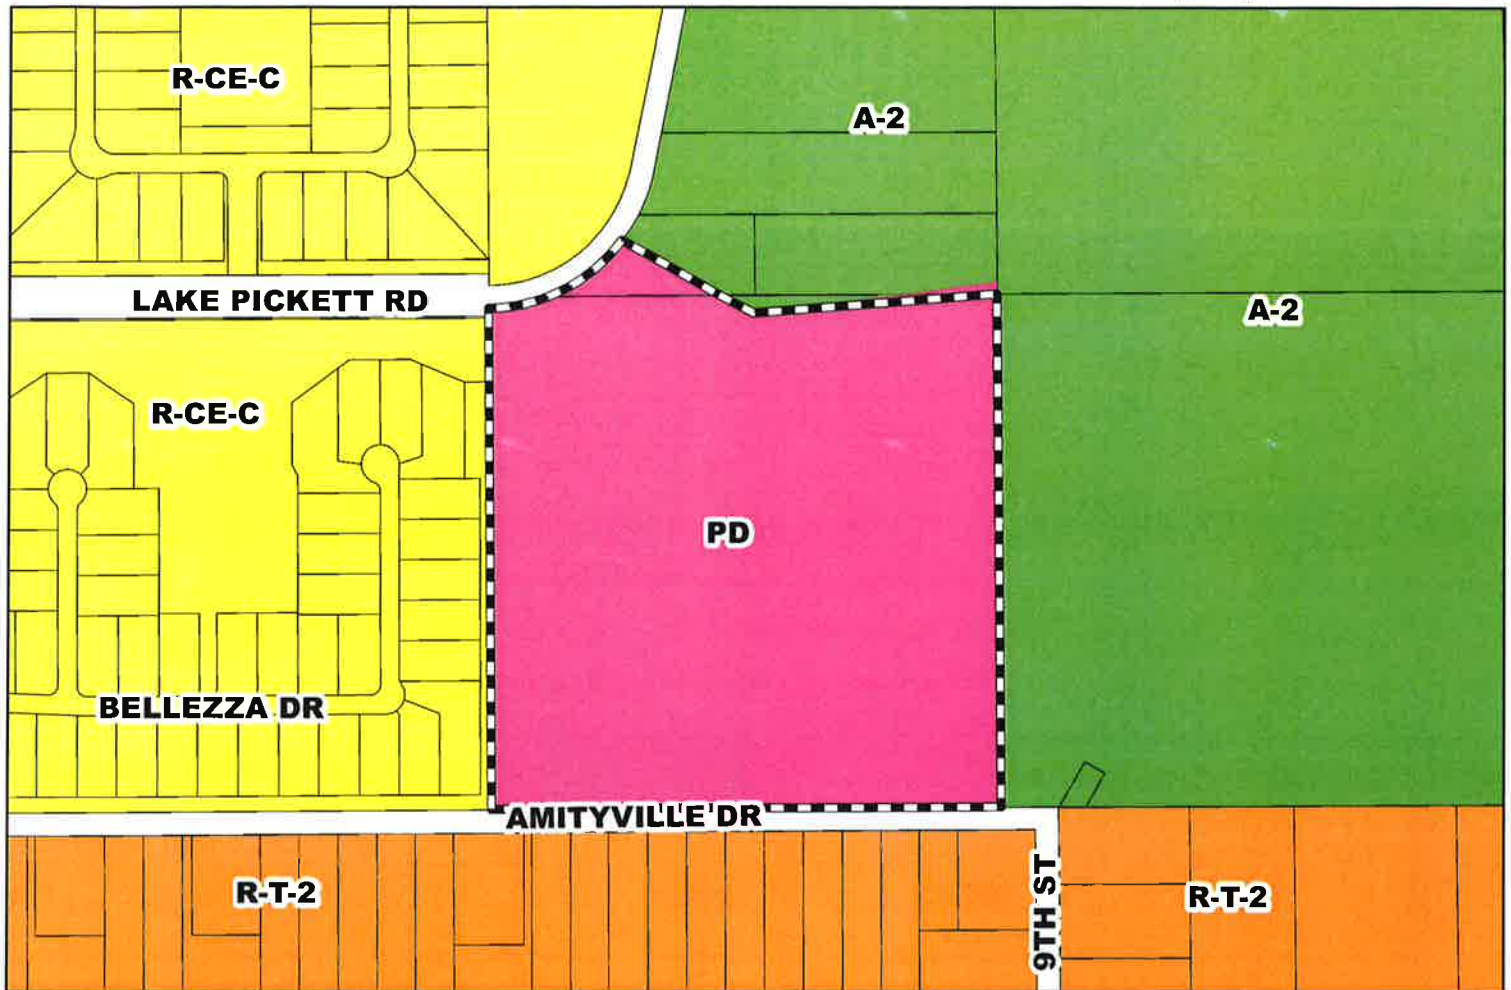 R-CE-C
A-2
LAKE PICKETT RD
A-2
R-CE-C
PD
BELLEZZA DR
AMITYVILLE DR
R-T-2
R-T-2
9TH ST